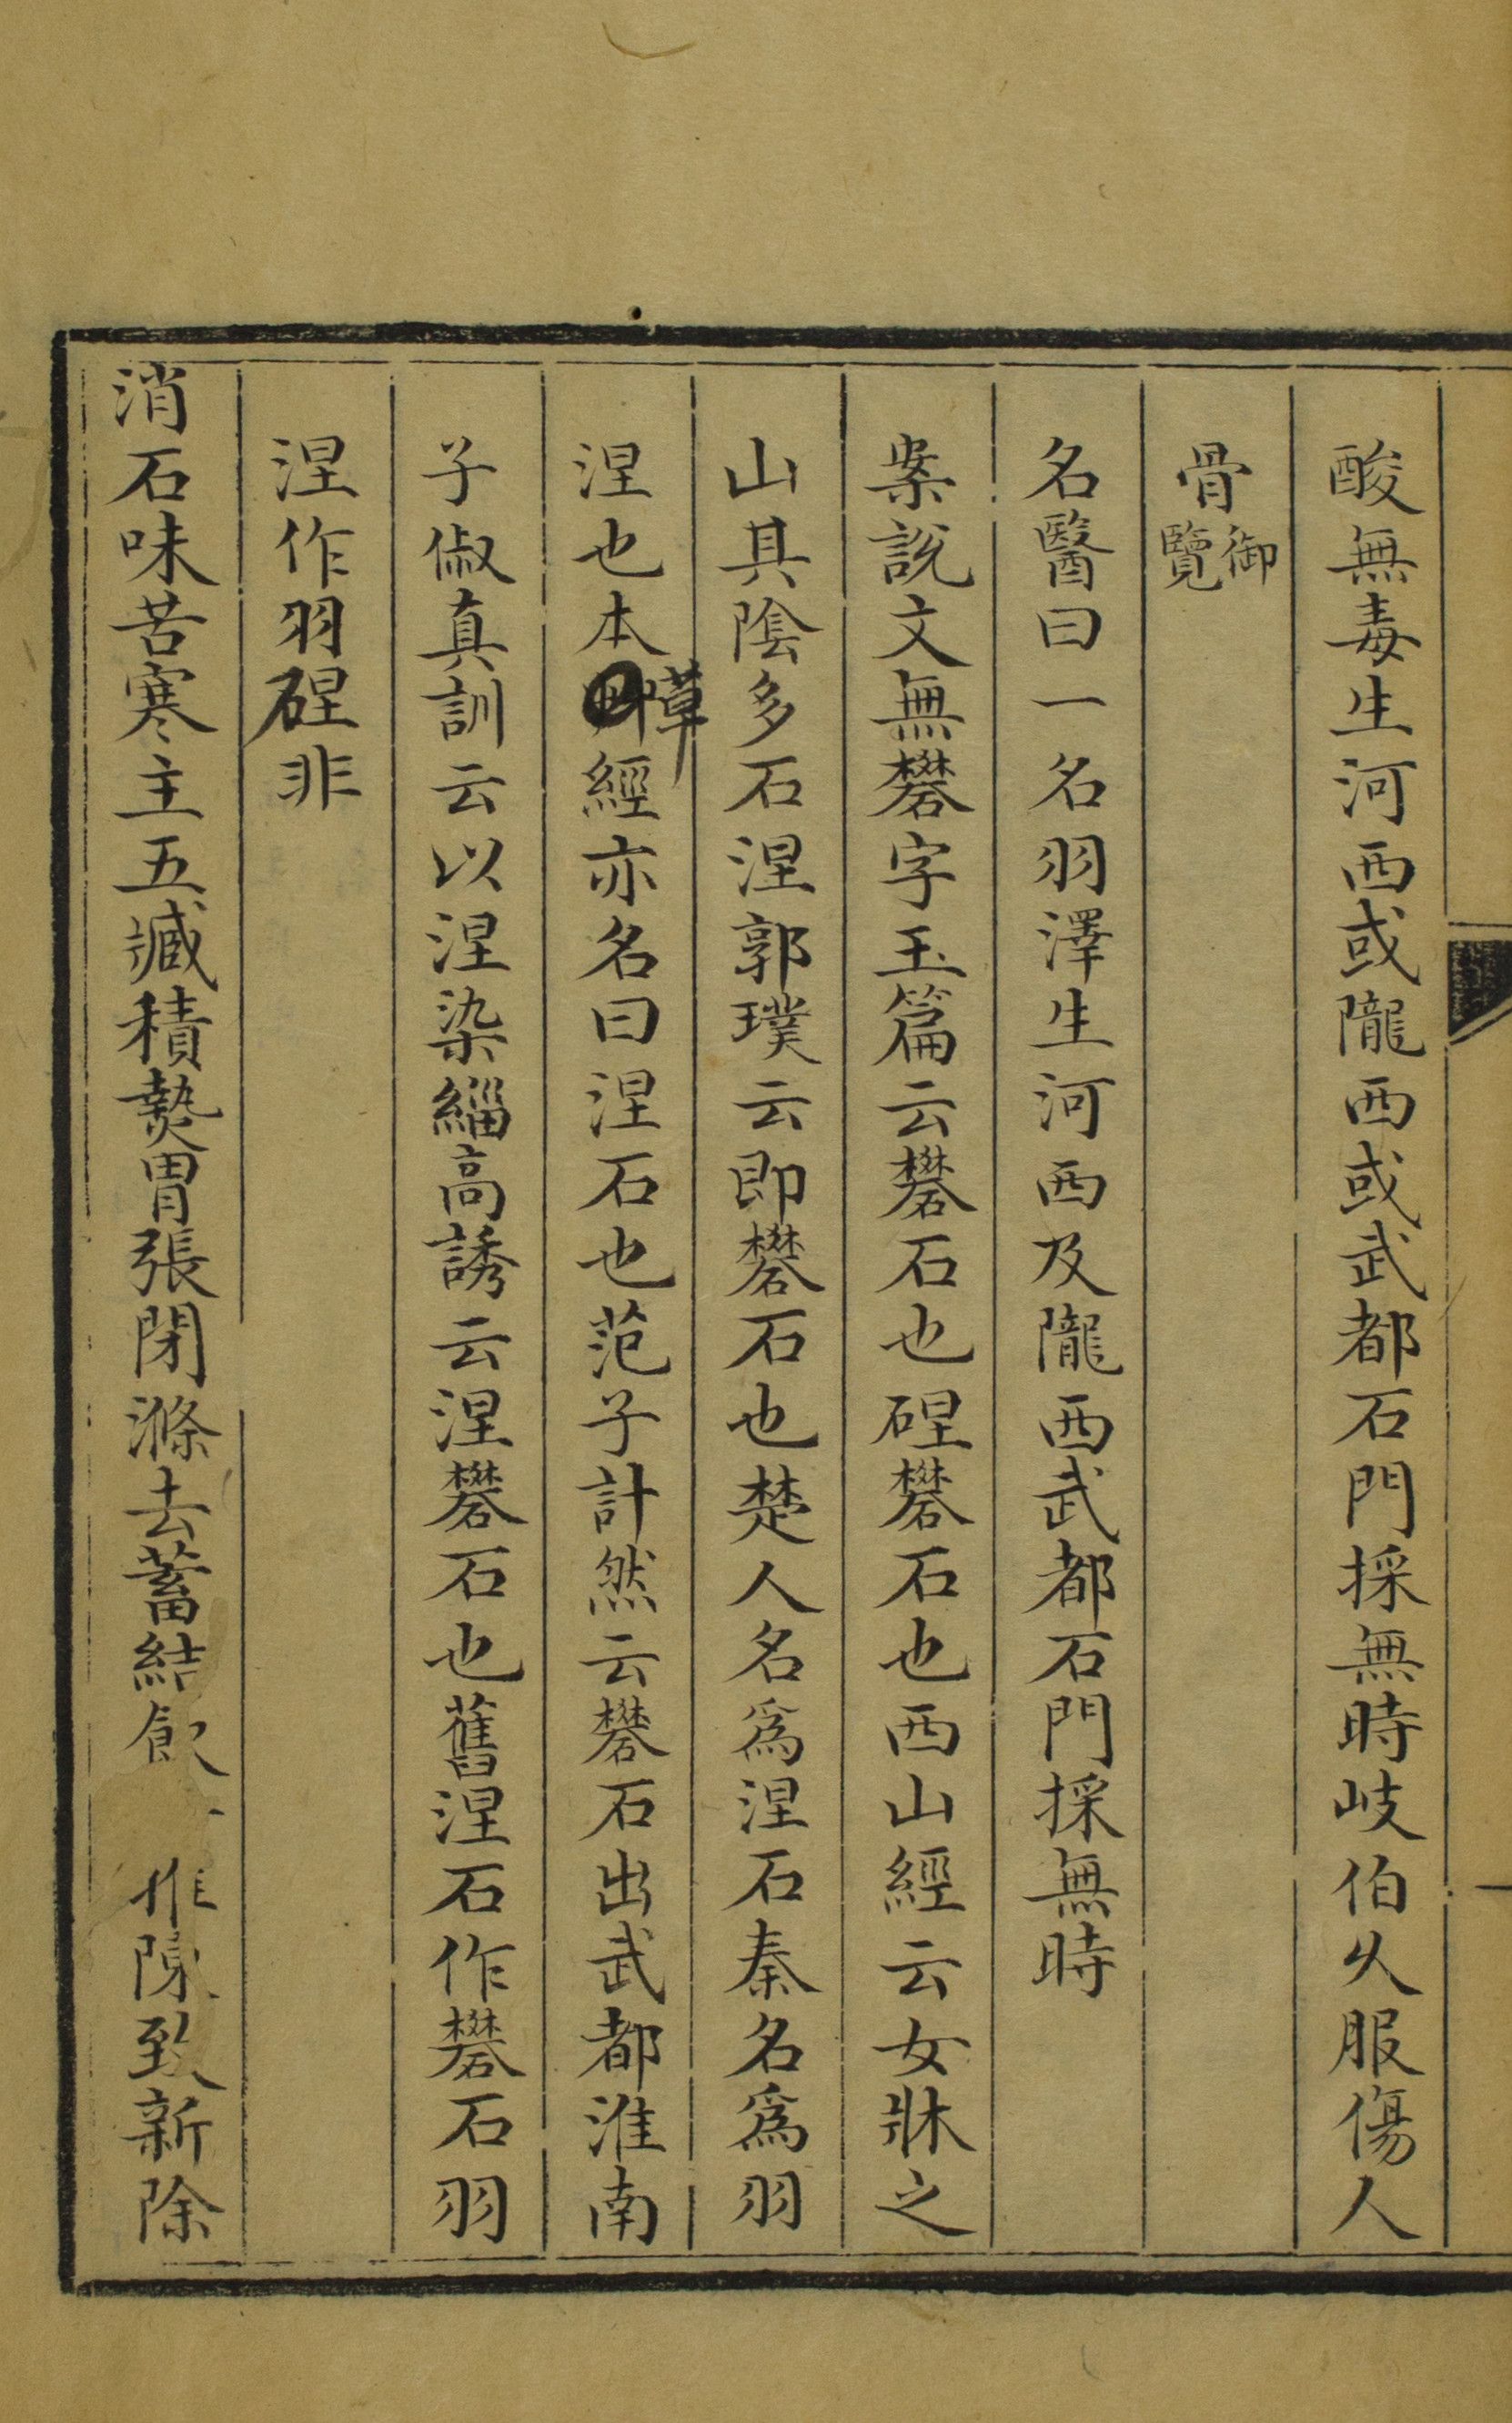 酸無毒生河西或隴西或武都石門採無時岐伯久服傷人
骨御覽
名醫曰一名羽澤生河西及隴西武都石門採無時
案説文無礬字玉篇云礬石也碮礬石也西山經云女牀之
山其陰多石涅郭璞云即礬石也楚人名為涅石秦名為羽
涅也本草經亦名曰涅石也范子計然云礬石出武都淮南
子俶真訓云以涅染緇高誘云涅礬石也舊涅石作礬石羽
涅作羽碮非
消石味苦寒主五臧積熱胃張閉滌去蓄結飲推陳致新除